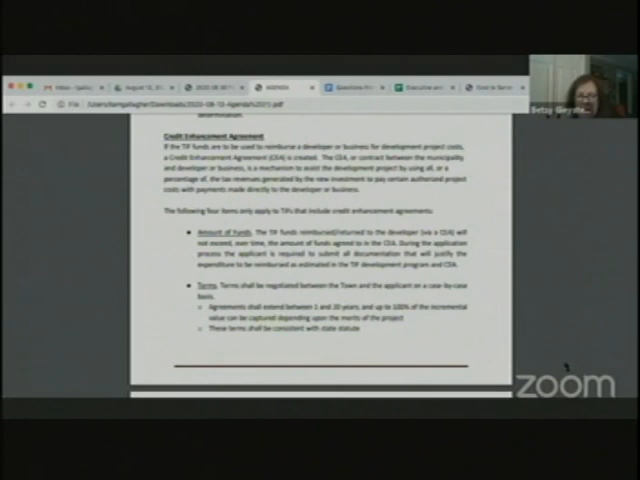 AGENDA
File
determination.
Credit Enhancement Agreement
If the TIF funds are to be used to reimburse a developer or business for development project costs,
a Credit Enhancement Agreement (CEA) is created. The CEA, or contract between the municipality
and developer or business, is a mechanism to assist the development project by using all, or a
percentage of, the tax revenues generated by the new investment to pay certain authorized project
costs with payments made directly to the developer or business.
The following four items only apply to TIFs that include credit enhancement agreements:
● Amount of Funds. The TIF funds reimbursed/returned to the developer (via a CEA) will
not exceed, over time, the amount of funds agreed to in the CEA. During the application
process the applicant is required to submit all documentation that will justify the
expenditure to be reimbursed as estimated in the TIF development program and CEA.
● Terms. Terms shall be negotiated between the Town and the applicant on a case-by-case
basis.
○ Agreements shall extend between 1 and 20 years, and up to 100% of the incremental
value can be captured depending upon the merits of the project
○ These terms shall be consistent with state statute
zoom